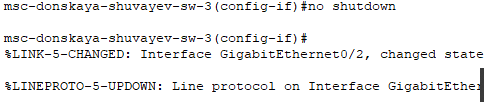 msc-donskaya-shuvayev-sw-3(config-if)#no shutdown
msc-donskaya-shuvayev-sw-3(config-if)#
%LINK-5-CHANGED: Interface GigabitEthernet0/2, changed state
%LINEPROTO-5-UPDOWN: Line protocol on Interface GigabitEther